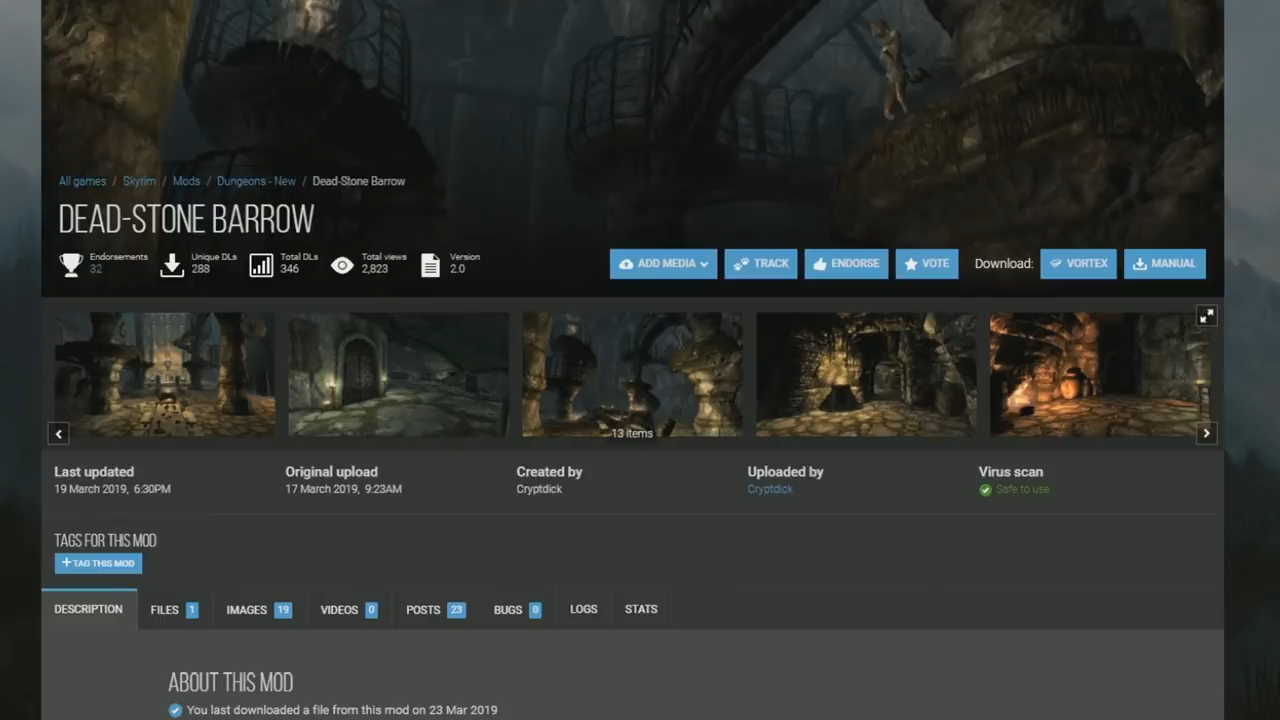 All games / Skyrim / Mods / Dungeons - New / Dead-Stone Barrow
DEAD-STONE BARROW
Endorsements
32
Unique DLs
288
Total DLs
346
Total views
2,823
Version
2.0
ADD MEDIA
TRACK
ENDORSE
VOTE
Download:
VORTEX
MANUAL
13 items
Last updated
19 March 2019, 6:30PM
Original upload
17 March 2019, 9:23AM
Created by
Cryptdick
Uploaded by
Cryptdick
Virus scan
Safe to use
TAGS FOR THIS MOD
+ TAG THIS MOD
DESCRIPTION
FILES 1
IMAGES 19
VIDEOS 0
POSTS 23
BUGS 0
LOGS
STATS
ABOUT THIS MOD
You last downloaded a file from this mod on 23 Mar 2019